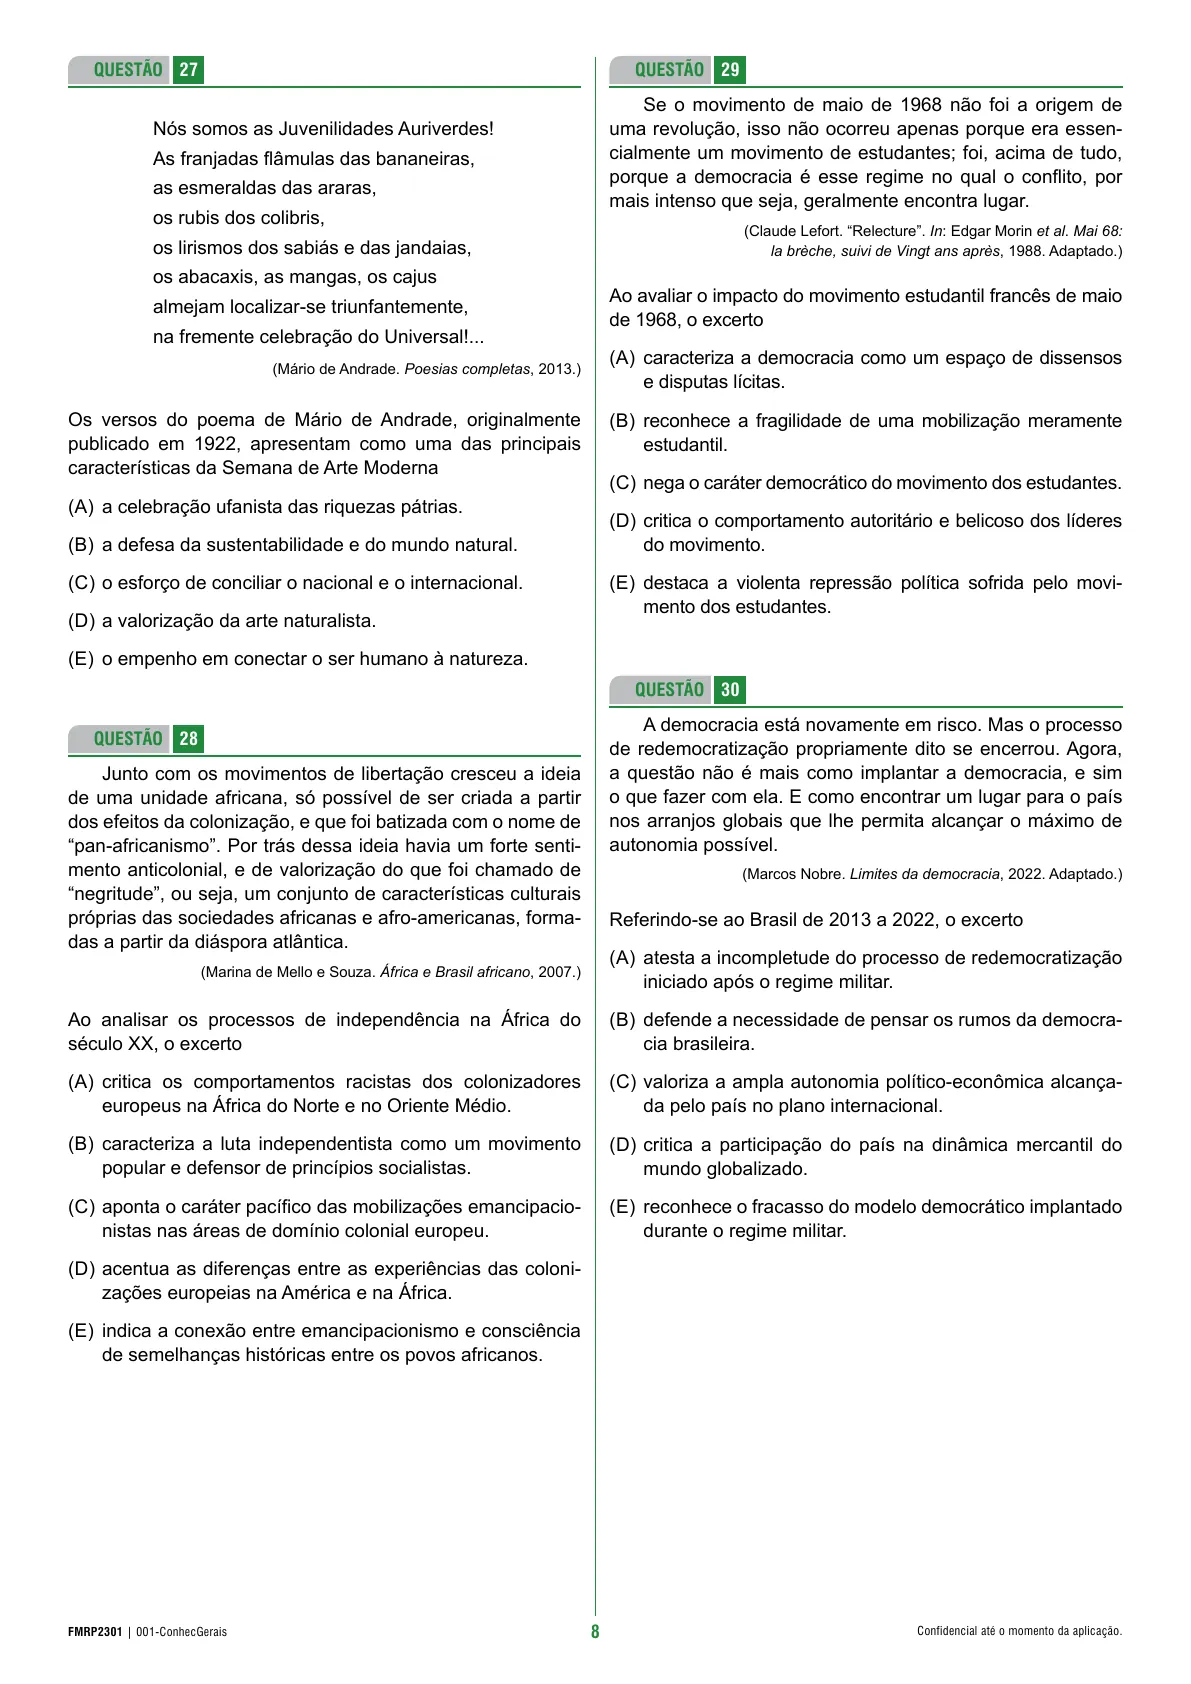 QUESTÃO 27
Nós somos as Juvenilidades Auriverdes!
As franjadas flâmulas das bananeiras,
as esmeraldas das araras,
os rubis dos colibris,
os lirismos dos sabiás e das jandaias,
os abacaxis, as mangas, os cajus
almejam localizar-se triunfantemente,
na fremente celebração do Universal!...
(Mário de Andrade. Poesias completas, 2013.)
Os versos do poema de Mário de Andrade, originalmente
publicado em 1922, apresentam como uma das principais
características da Semana de Arte Moderna
(A) a celebração ufanista das riquezas pátrias.
(B) a defesa da sustentabilidade e do mundo natural.
(C) o esforço de conciliar o nacional e o internacional.
(D) a valorização da arte naturalista.
(E) o empenho em conectar o ser humano à natureza.
QUESTÃO 28
Junto com os movimentos de libertação cresceu a ideia
de uma unidade africana, só possível de ser criada a partir
dos efeitos da colonização, e que foi batizada com o nome de
“pan-africanismo”. Por trás dessa ideia havia um forte senti-
mento anticolonial, e de valorização do que foi chamado de
“negritude”, ou seja, um conjunto de características culturais
próprias das sociedades africanas e afro-americanas, forma-
das a partir da diáspora atlântica.
(Marina de Mello e Souza. África e Brasil africano, 2007.)
Ao analisar os processos de independência na África do
século XX, o excerto
(A) critica os comportamentos racistas dos colonizadores
europeus na África do Norte e no Oriente Médio.
(B) caracteriza a luta independentista como um movimento
popular e defensor de princípios socialistas.
(C) aponta o caráter pacífico das mobilizações emancipacio-
nistas nas áreas de domínio colonial europeu.
(D) acentua as diferenças entre as experiências das coloni-
zações europeias na América e na África.
(E) indica a conexão entre emancipacionismo e consciência
de semelhanças históricas entre os povos africanos.
QUESTÃO 29
Se o movimento de maio de 1968 não foi a origem de
uma revolução, isso não ocorreu apenas porque era essen-
cialmente um movimento de estudantes; foi, acima de tudo,
porque a democracia é esse regime no qual o conflito, por
mais intenso que seja, geralmente encontra lugar.
(Claude Lefort. “Relecture”. In: Edgar Morin et al. Mai 68:
la brèche, suivi de Vingt ans après, 1988. Adaptado.)
Ao avaliar o impacto do movimento estudantil francês de maio
de 1968, o excerto
(A) caracteriza a democracia como um espaço de dissensos
e disputas lícitas.
(B) reconhece a fragilidade de uma mobilização meramente
estudantil.
(C) nega o caráter democrático do movimento dos estudantes.
(D) critica o comportamento autoritário e belicoso dos líderes
do movimento.
(E) destaca a violenta repressão política sofrida pelo movi-
mento dos estudantes.
QUESTÃO 30
A democracia está novamente em risco. Mas o processo
de redemocratização propriamente dito se encerrou. Agora,
a questão não é mais como implantar a democracia, e sim
o que fazer com ela. E como encontrar um lugar para o país
nos arranjos globais que lhe permita alcançar o máximo de
autonomia possível.
(Marcos Nobre. Limites da democracia, 2022. Adaptado.)
Referindo-se ao Brasil de 2013 a 2022, o excerto
(A) atesta a incompletude do processo de redemocratização
iniciado após o regime militar.
(B) defende a necessidade de pensar os rumos da democra-
cia brasileira.
(C) valoriza a ampla autonomia político-econômica alcança-
da pelo país no plano internacional.
(D) critica a participação do país na dinâmica mercantil do
mundo globalizado.
(E) reconhece o fracasso do modelo democrático implantado
durante o regime militar.
FMRP2301 | 001-ConhecGerais
8
Confidencial até o momento da aplicação.